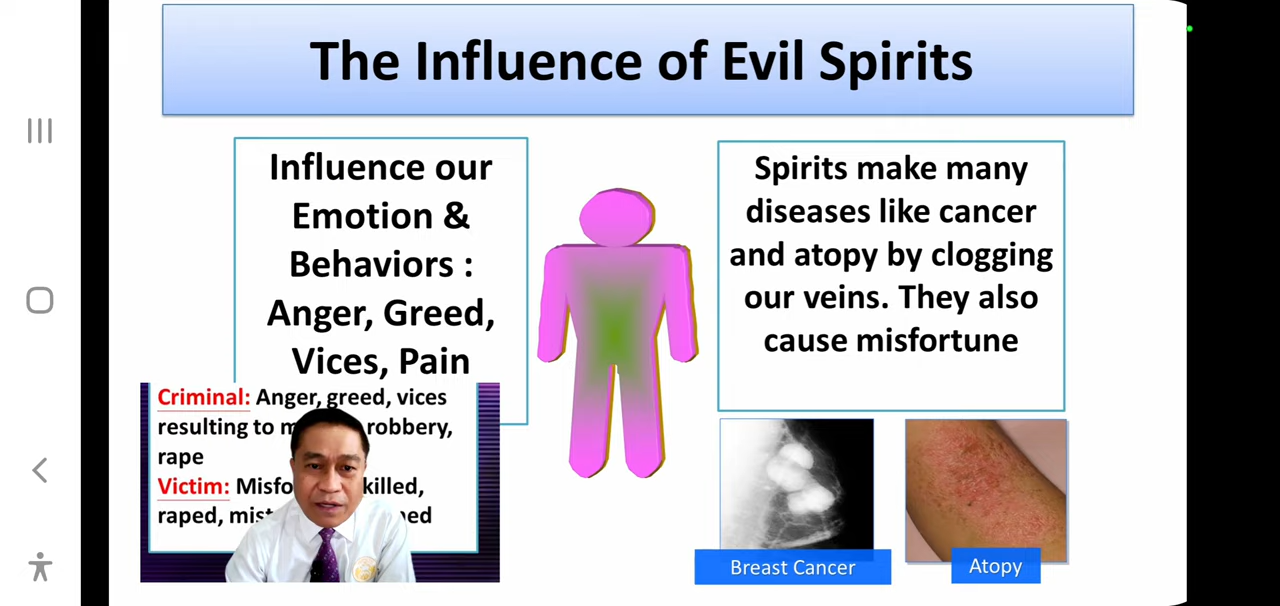 The Influence of Evil Spirits
Influence our
Emotion &
Behaviors :
Anger, Greed,
Vices, Pain
Spirits make many
diseases like cancer
and atopy by clogging
our veins. They also
cause misfortune
Criminal: Anger, greed, vices
resulting to robbery,
rape
Victim: killed,
raped,
Breast Cancer
Atopy